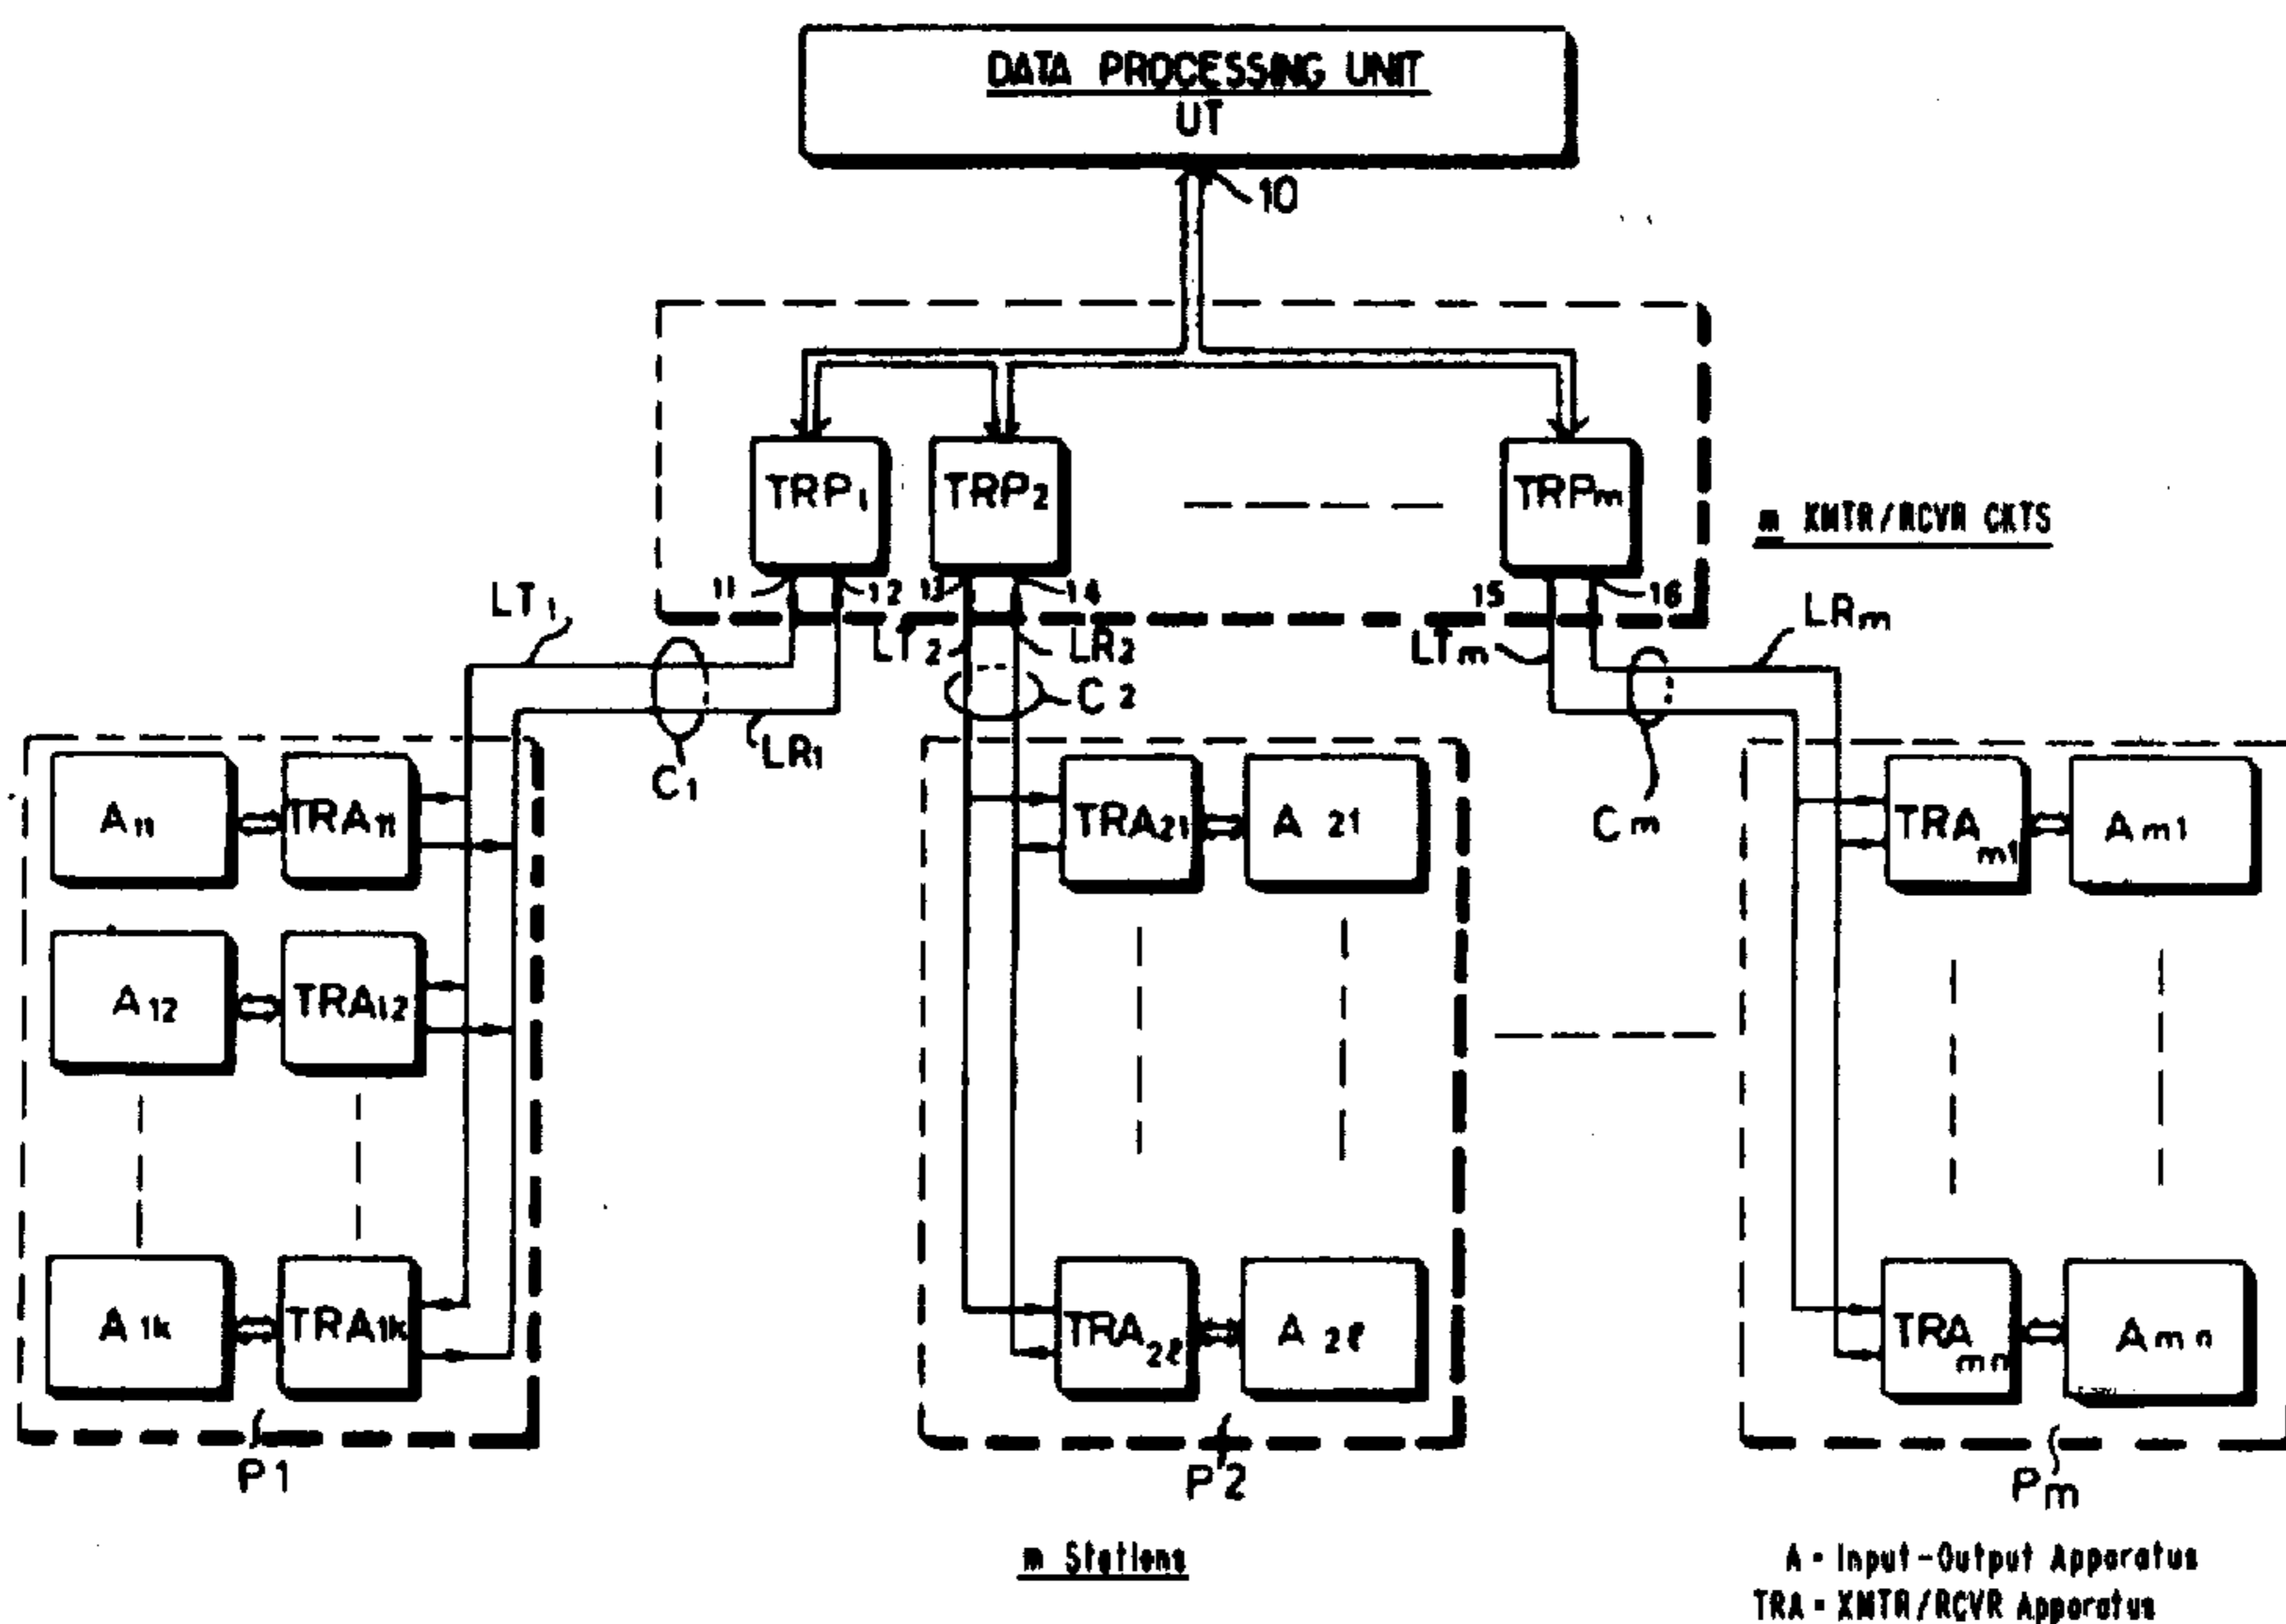 DATA PROCESSING UNIT
UT
10
TRP1
TRP2
TRPm
m XMTR/RCVR CKTS
11
12
13
14
15
16
LT1
LT2
LR2
LTm
LRm
C1
LR1
C2
Cm
A11
TRA11
TRA21
A 21
TRAm1
Am1
A12
TRA12
A1k
TRA1k
TRA2ℓ
A 2ℓ
TRAmn
Amn
P1
P2
Pm
m Stations
A - Input-Output Apparatus
TRA - XMTR/RCVR Apparatus